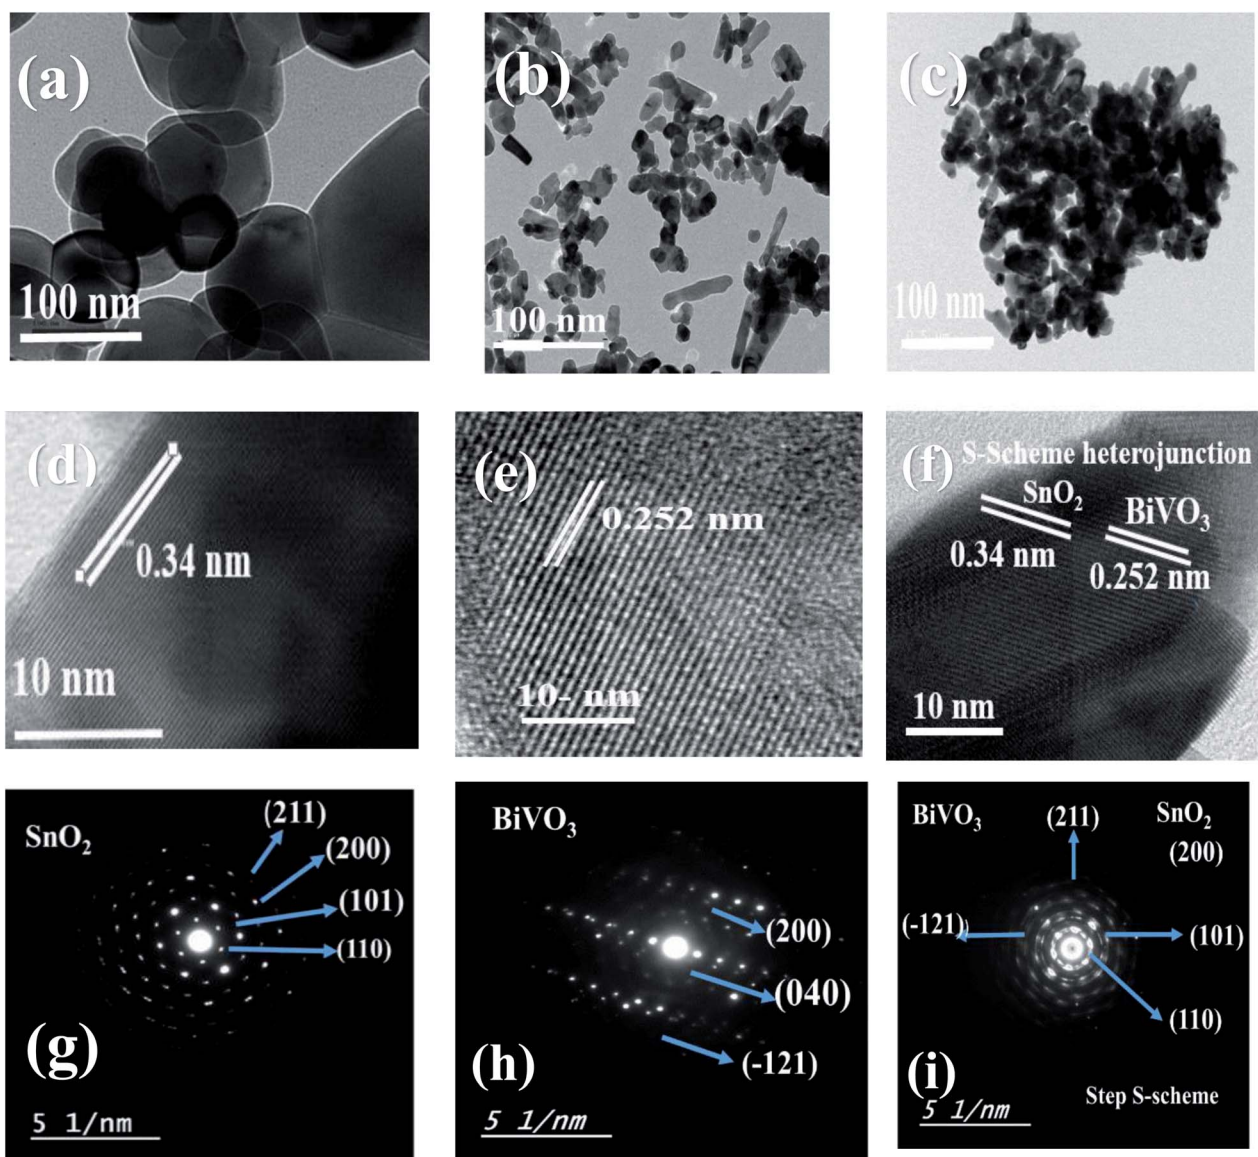 (a)
100 nm
(b)
100 nm
(c)
100 nm
(d)
0.34 nm
10 nm
(e)
0.252 nm
10- nm
(f)
S-Scheme heterojunction
SnO₂
BiVO₃
0.34 nm
0.252 nm
10 nm
SnO₂
(211)
(200)
(101)
(110)
(g)
5 1/nm
BiVO₃
(200)
(040)
(-121)
(h)
5 1/nm
BiVO₃
(211)
SnO₂
(200)
(-121)
(101)
(110)
(i)
Step S-scheme
5 1/nm